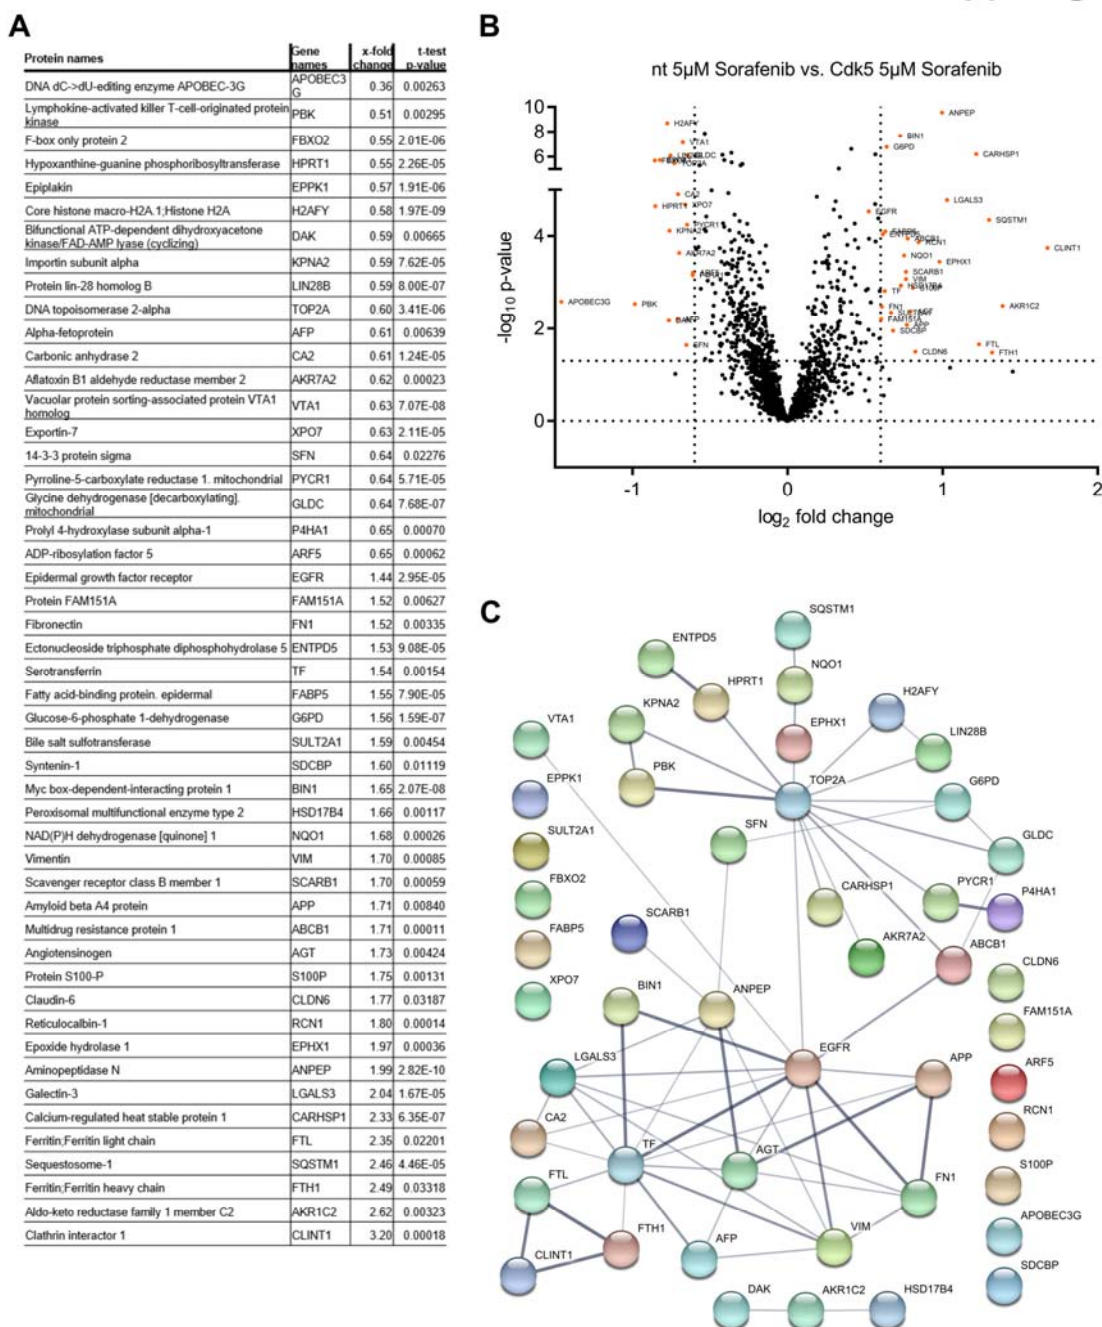 A
Protein names Gene names x-fold change t-test p-value
DNA dC->dU-editing enzyme APOBEC-3G APOBEC3G 0.36 0.00263
Lymphokine-activated killer T-cell-originated protein kinase PBK 0.51 0.00295
F-box only protein 2 FBXO2 0.55 2.01E-06
Hypoxanthine-guanine phosphoribosyltransferase HPRT1 0.55 2.26E-05
Epiplakin EPPK1 0.57 1.91E-06
Core histone macro-H2A.1;Histone H2A H2AFY 0.58 1.97E-09
Bifunctional ATP-dependent dihydroxyacetone kinase/FAD-AMP lyase (cyclizing) DAK 0.59 0.00665
Importin subunit alpha KPNA2 0.59 7.62E-05
Protein lin-28 homolog B LIN28B 0.59 8.00E-07
DNA topoisomerase 2-alpha TOP2A 0.60 3.41E-06
Alpha-fetoprotein AFP 0.61 0.00639
Carbonic anhydrase 2 CA2 0.61 1.24E-05
Aflatoxin B1 aldehyde reductase member 2 AKR7A2 0.62 0.00023
Vacuolar protein sorting-associated protein VTA1 homolog VTA1 0.63 7.07E-08
Exportin-7 XPO7 0.63 2.11E-05
14-3-3 protein sigma SFN 0.64 0.02276
Pyrroline-5-carboxylate reductase 1. mitochondrial PYCR1 0.64 5.71E-05
Glycine dehydrogenase [decarboxylating]. mitochondrial GLDC 0.64 7.68E-07
Prolyl 4-hydroxylase subunit alpha-1 P4HA1 0.65 0.00070
ADP-ribosylation factor 5 ARF5 0.65 0.00062
Epidermal growth factor receptor EGFR 1.44 2.95E-05
Protein FAM151A FAM151A 1.52 0.00627
Fibronectin FN1 1.52 0.00335
Ectonucleoside triphosphate diphosphohydrolase 5 ENTPD5 1.53 9.08E-05
Serotransferrin TF 1.54 0.00154
Fatty acid-binding protein. epidermal FABP5 1.55 7.90E-05
Glucose-6-phosphate 1-dehydrogenase G6PD 1.56 1.59E-07
Bile salt sulfotransferase SULT2A1 1.59 0.00454
Syntenin-1 SDCBP 1.60 0.01119
Myc box-dependent-interacting protein 1 BIN1 1.65 2.07E-08
Peroxisomal multifunctional enzyme type 2 HSD17B4 1.66 0.00117
NAD(P)H dehydrogenase [quinone] 1 NQO1 1.68 0.00026
Vimentin VIM 1.70 0.00085
Scavenger receptor class B member 1 SCARB1 1.70 0.00059
Amyloid beta A4 protein APP 1.71 0.00840
Multidrug resistance protein 1 ABCB1 1.71 0.00011
Angiotensinogen AGT 1.73 0.00424
Protein S100-P S100P 1.75 0.00131
Claudin-6 CLDN6 1.77 0.03187
Reticulocalbin-1 RCN1 1.80 0.00014
Epoxide hydrolase 1 EPHX1 1.97 0.00036
Aminopeptidase N ANPEP 1.99 2.82E-10
Galectin-3 LGALS3 2.04 1.67E-05
Calcium-regulated heat stable protein 1 CARHSP1 2.33 6.35E-07
Ferritin;Ferritin light chain FTL 2.35 0.02201
Sequestosome-1 SQSTM1 2.46 4.46E-05
Ferritin;Ferritin heavy chain FTH1 2.49 0.03318
Aldo-keto reductase family 1 member C2 AKR1C2 2.62 0.00323
Clathrin interactor 1 CLINT1 3.20 0.00018
B
nt 5µM Sorafenib vs. Cdk5 5µM Sorafenib
-log10 p-value
10
8
6
4
2
0
-1 0 1 2
log2 fold change
ANPEP
H2AFY
BIN1
VTA1
G6PD
CARHSP1
GLDC
TOP2A
CA2
LGALS3
HPRT1 XPO7
EGFR
SQSTM1
PYCR1
KPNA2
ABCB1
RCN1
CLINT1
AKR7A2
NQO1
EPHX1
SCARB1
VIM
HSD17B4
TF
APOBEC3G
PBK
FN1
AKR1C2
FAM151A
AFP
APP
SDCBP
SFN
FTL
CLDN6
FTH1
C
SQSTM1
ENTPD5
NQO1
HPRT1
H2AFY
KPNA2
EPHX1
VTA1
LIN28B
PBK
TOP2A
EPPK1
G6PD
SFN
SULT2A1
GLDC
FBXO2
CARHSP1
PYCR1
P4HA1
SCARB1
FABP5
AKR7A2
ABCB1
CLDN6
XPO7
BIN1
ANPEP
FAM151A
LGALS3
EGFR
APP
ARF5
CA2
RCN1
TF
AGT
FTL
FN1
S100P
FTH1
AFP
VIM
APOBEC3G
CLINT1
SDCBP
DAK
AKR1C2
HSD17B4